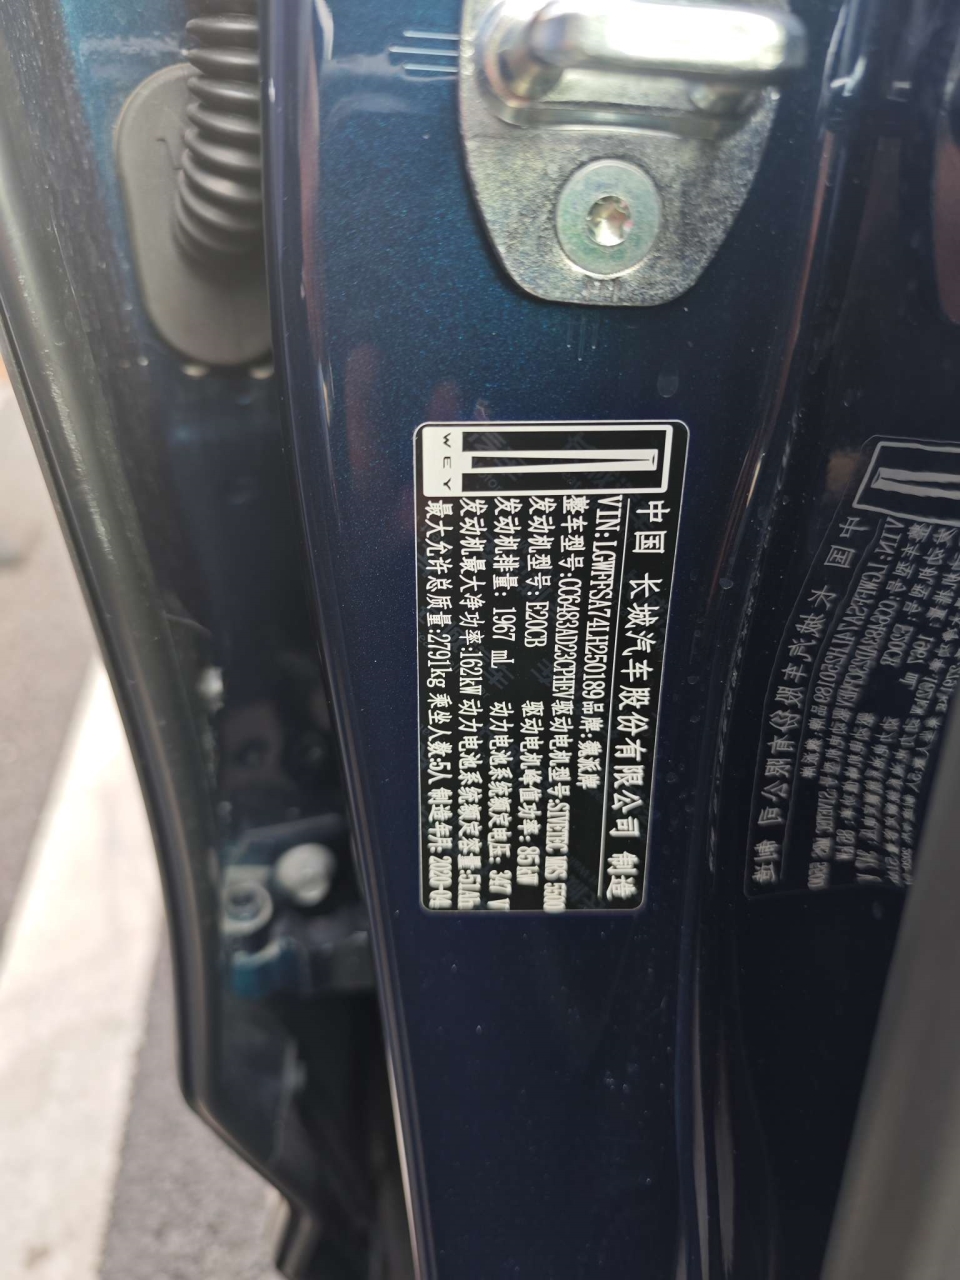 WEY
中国 长城汽车股份有限公司 制造
VIN:LGWFFSA74LH250189 品牌:魏派牌
整车型号:CC6483AD23CPHEV 驱动电机型号:
发动机型号: E20CB 驱动电机峰值功率: 85kW
发动机排量: 1967 mL 动力电池系统额定电压: 347 V
发动机最大净功率:162kW 动力电池系统额定容量:51Ah
最大允许总质量:2791kg 乘坐人数:5人 制造年月: 2020-04